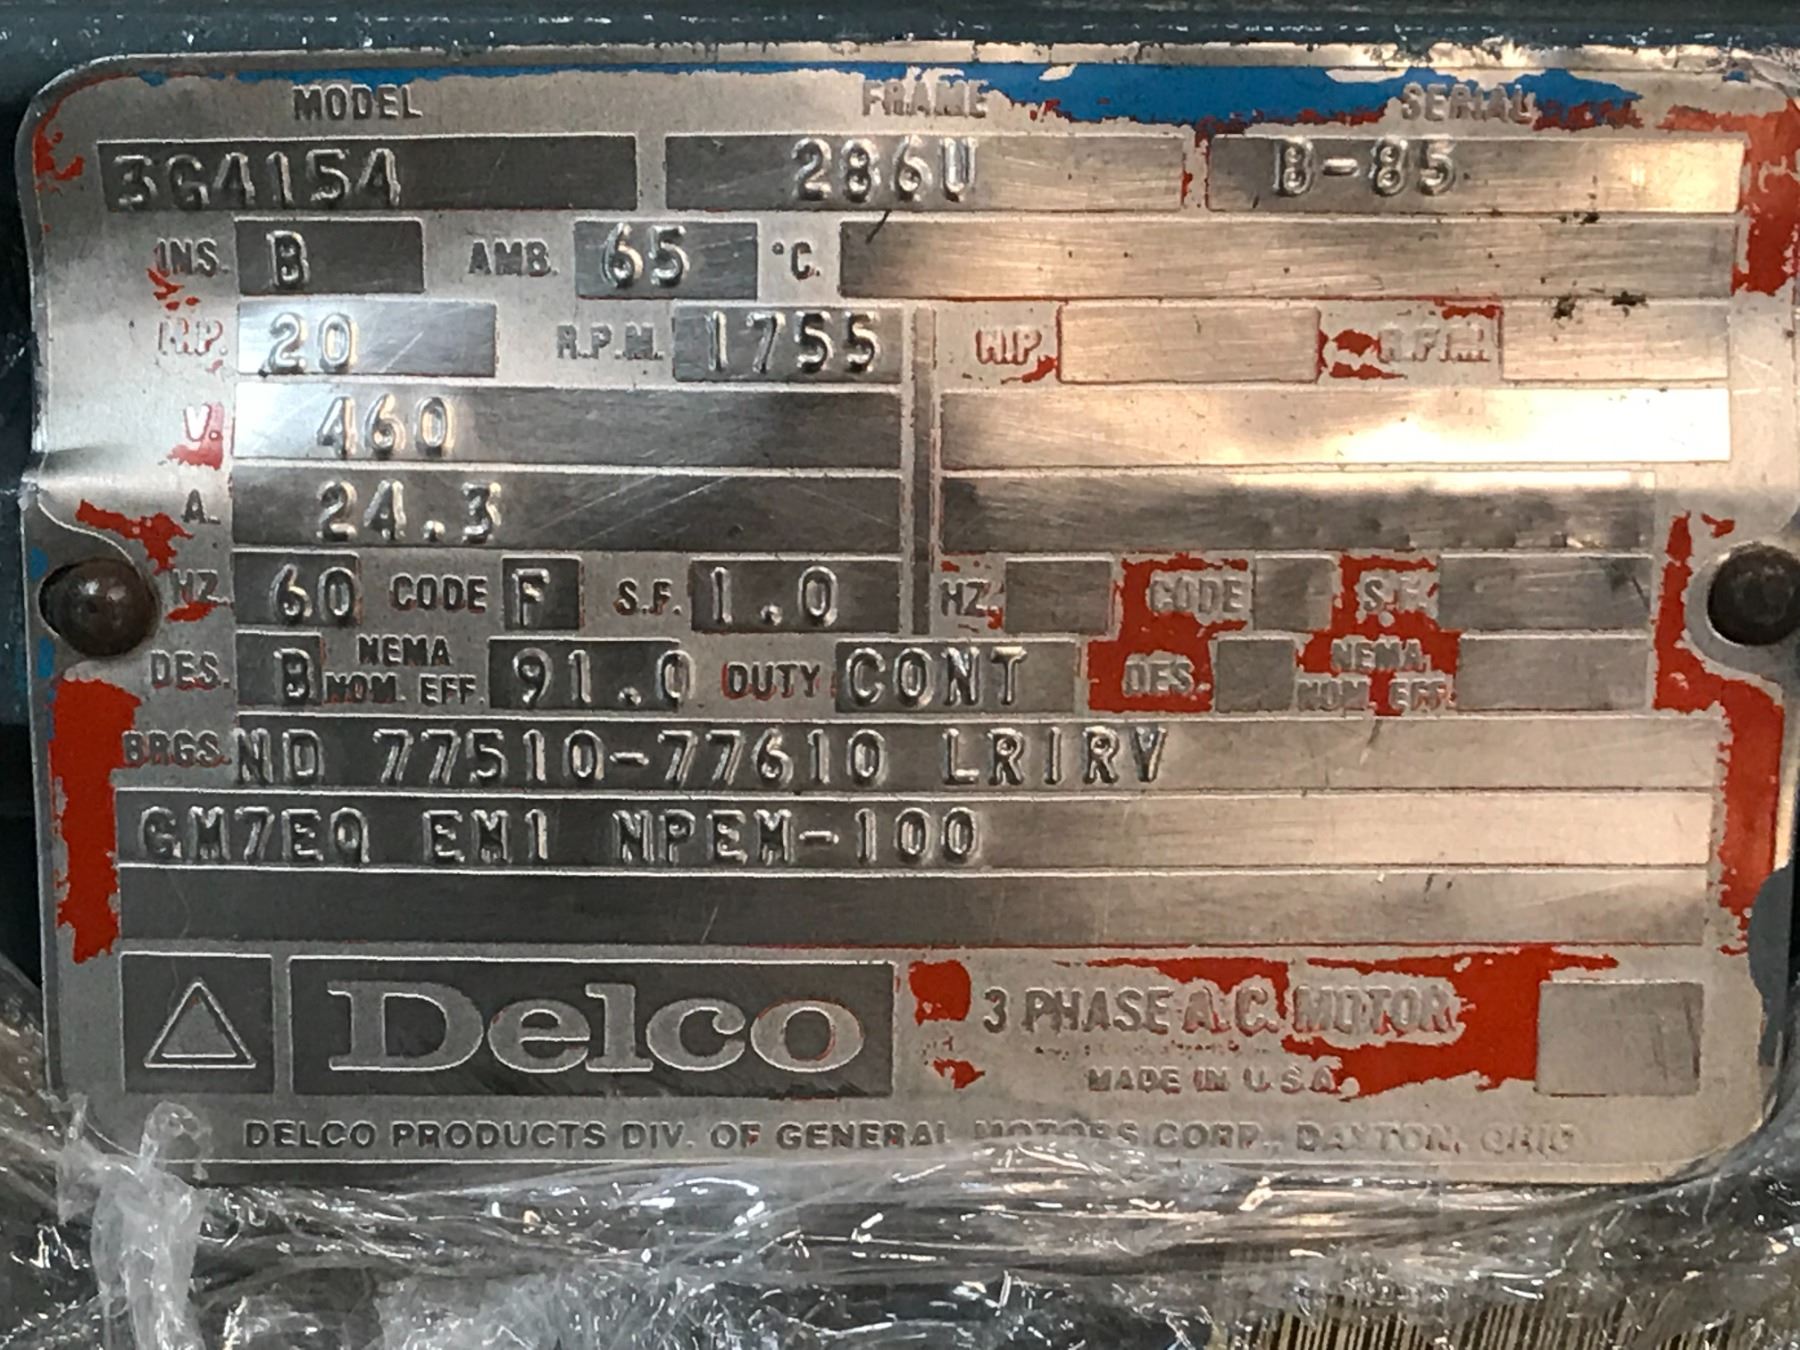 MODEL FRAME SERIAL
3G4154 286U B-85
INS. B AMB. 65 °C.
HP. 20 R.P.M. 1755 HP. R.P.M.
V. 460
A. 24.3
HZ. 60 CODE F S.F. 1.0 HZ. CODE S.F.
DES. B NEMA NOM. EFF. 91.0 DUTY CONT DES. NEMA NOM. EFF.
BRGS. ND 77510-77610 LRIRV
GM7EQ EM1 NPEM-100
Delco 3 PHASE A.C. MOTOR
MADE IN U.S.A.
DELCO PRODUCTS DIV. OF GENERAL MOTORS CORP., DAYTON, OHIO